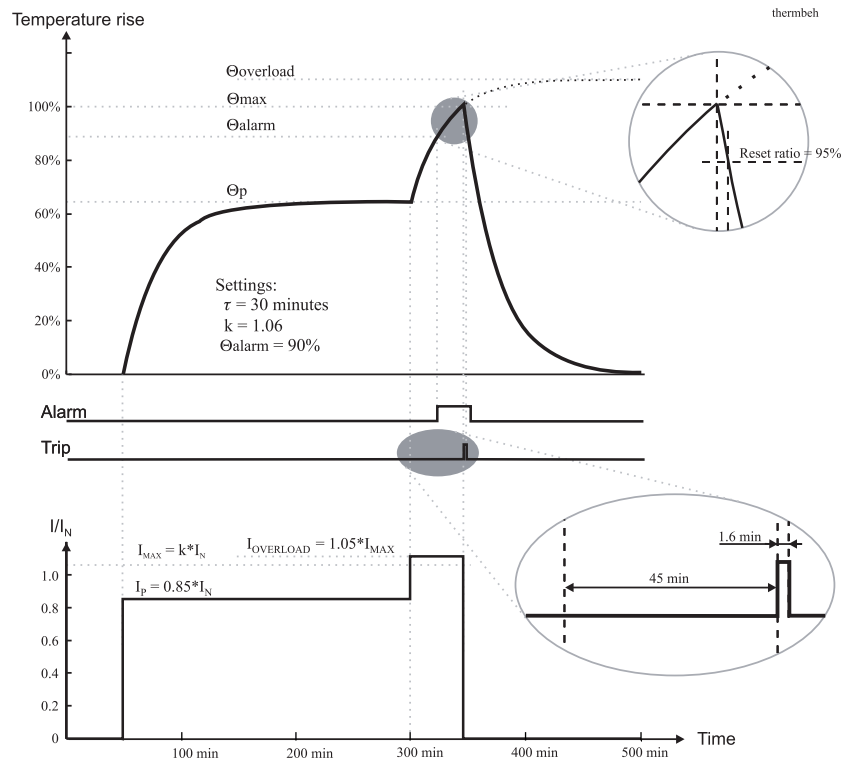 thermbeh
Temperature rise
Θoverload
Θmax
100%
Θalarm
80%
Reset ratio = 95%
Θp
60%
40%
Settings:
τ = 30 minutes
k = 1.06
Θalarm = 90%
20%
0%
Alarm
Trip
I/IN
IMAX = k*IN
IOVERLOAD = 1.05*IMAX
1.6 min
1.0
IP = 0.85*IN
45 min
0.8
0.6
0.4
0.2
0
Time
100 min
200 min
300 min
400 min
500 min